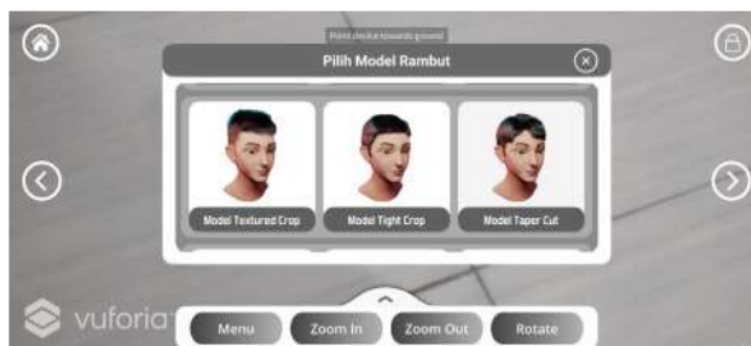 Point device towards ground
Pilih Model Rambut
Model Textured Crop
Model Tight Crop
Model Taper Cut
vuforia
Menu
Zoom In
Zoom Out
Rotate